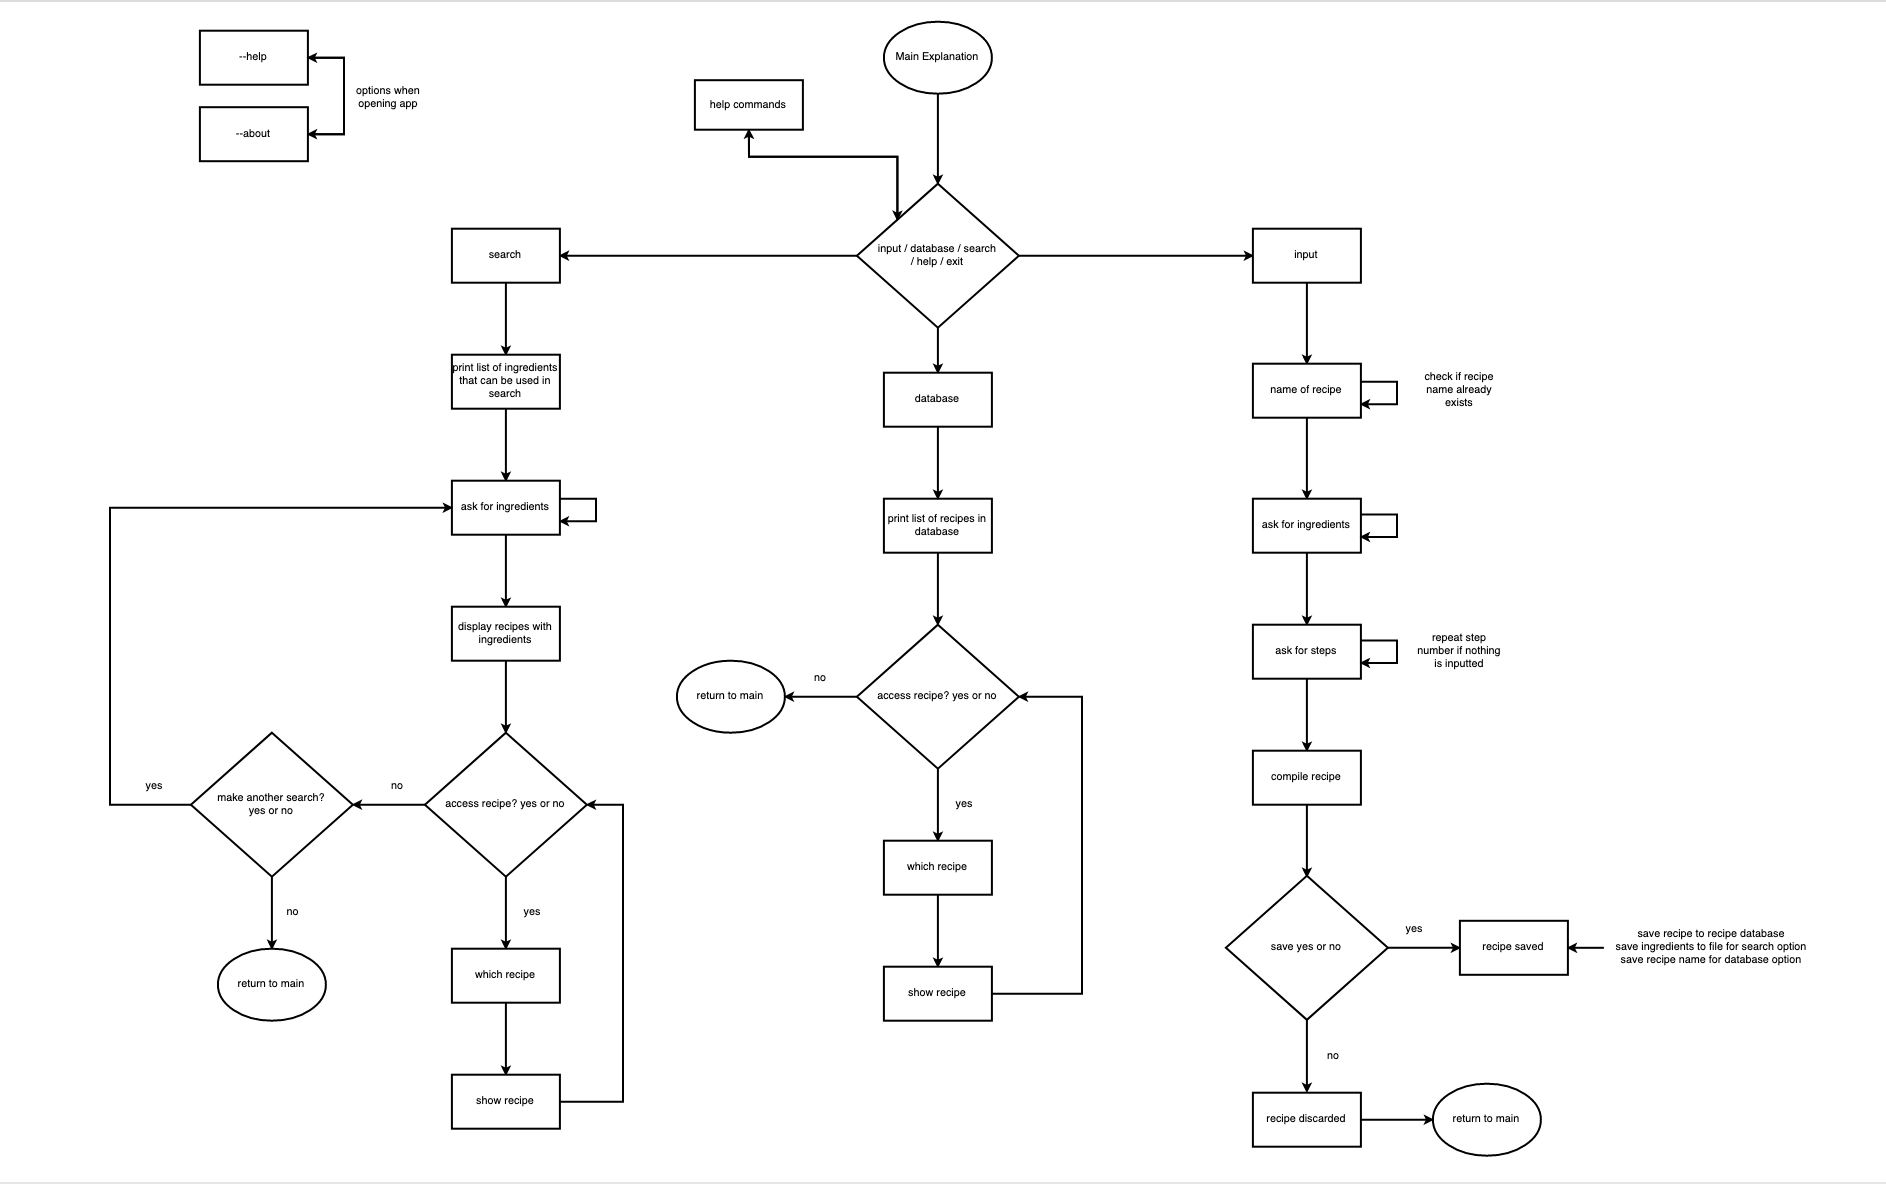 --help
--about
options when
opening app
Main Explanation
help commands
input / database / search
/ help / exit
search
print list of ingredients
that can be used in
search
ask for ingredients
display recipes with
ingredients
access recipe? yes or no
no
make another search?
yes or no
yes
no
return to main
yes
which recipe
show recipe
database
print list of recipes in
database
access recipe? yes or no
no
return to main
yes
which recipe
show recipe
input
name of recipe
check if recipe
name already
exists
ask for ingredients
ask for steps
repeat step
number if nothing
is inputted
compile recipe
save yes or no
yes
recipe saved
save recipe to recipe database
save ingredients to file for search option
save recipe name for database option
no
recipe discarded
return to main